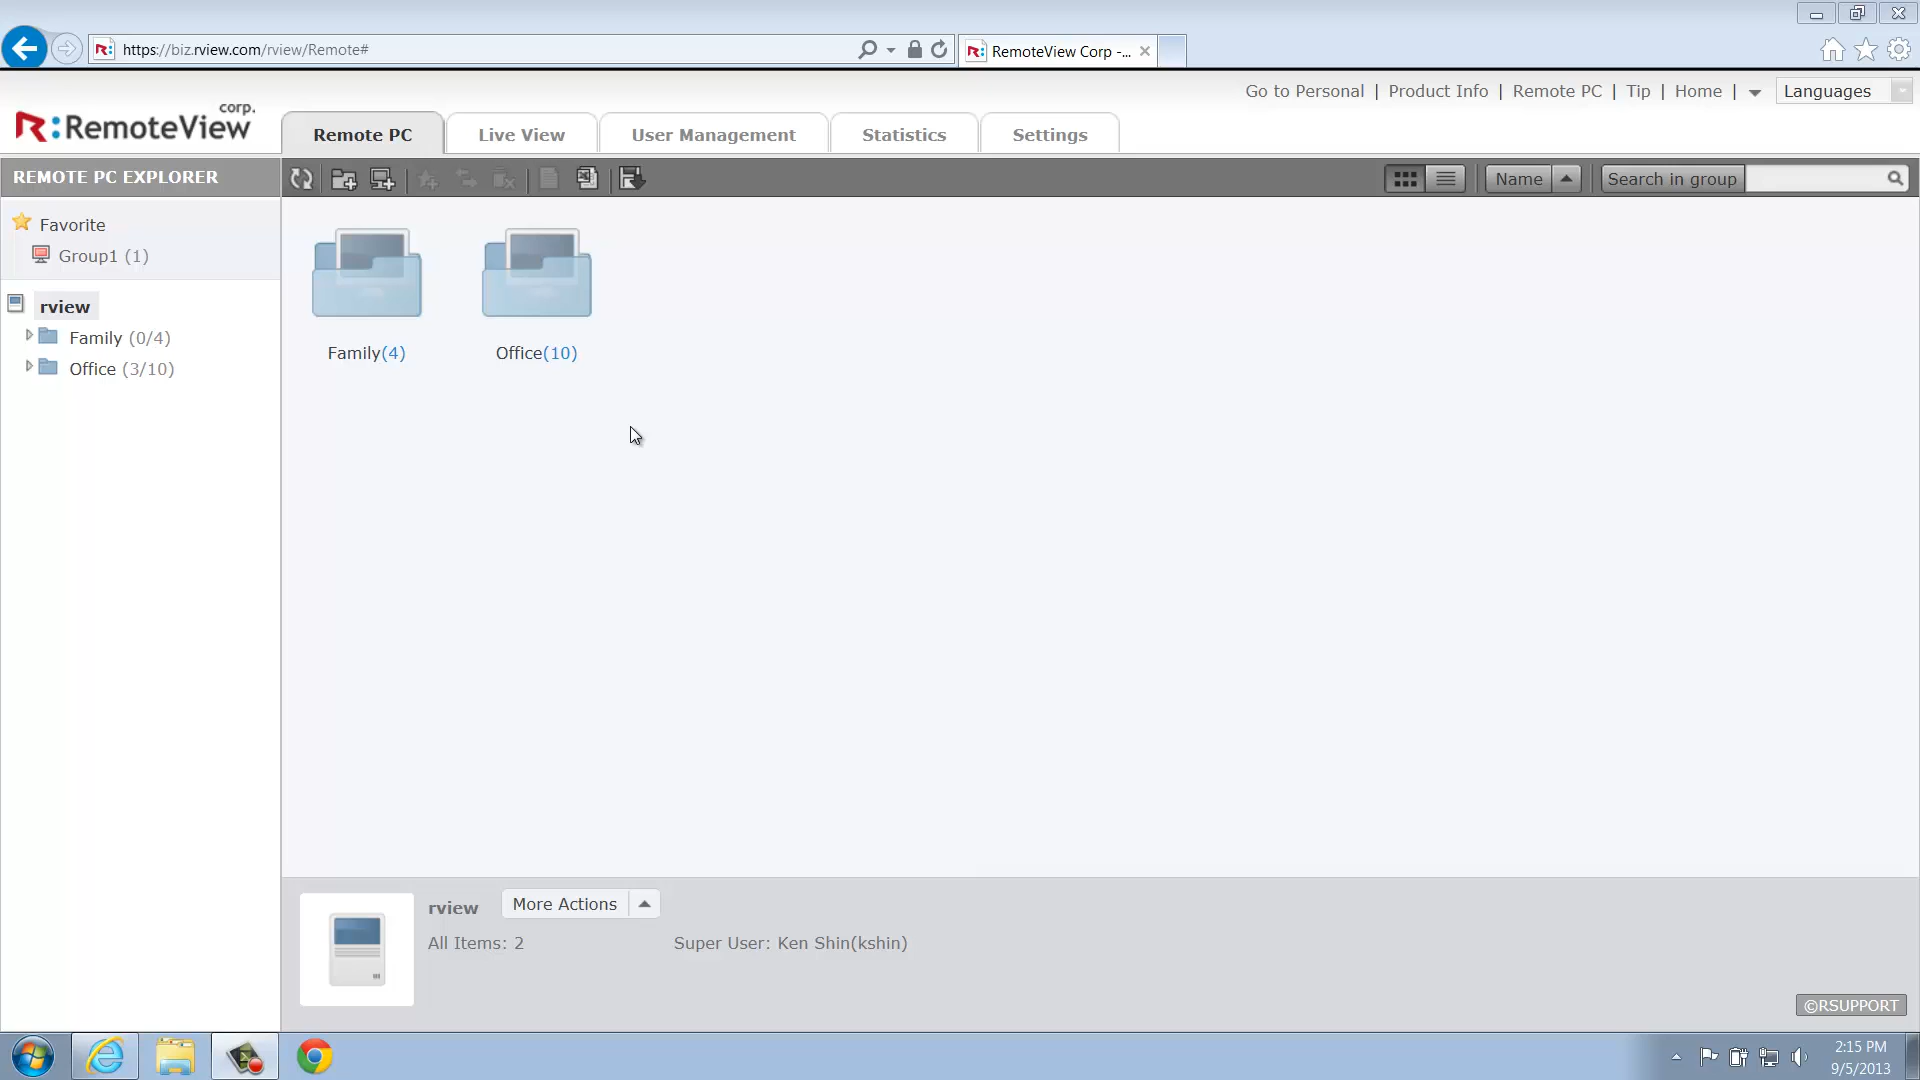 https://biz.rview.com/rview/Remote#
R: RemoteView Corp -...
Go to Personal | Product Info | Remote PC | Tip | Home |
Languages
R:RemoteView corp.
Remote PC
Live View
User Management
Statistics
Settings
REMOTE PC EXPLORER
Name
Search in group
Favorite
Group1 (1)
rview
Family (0/4)
Office (3/10)
Family(4)
Office(10)
rview
More Actions
All Items: 2
Super User: Ken Shin(kshin)
©RSUPPORT
2:15 PM
9/5/2013